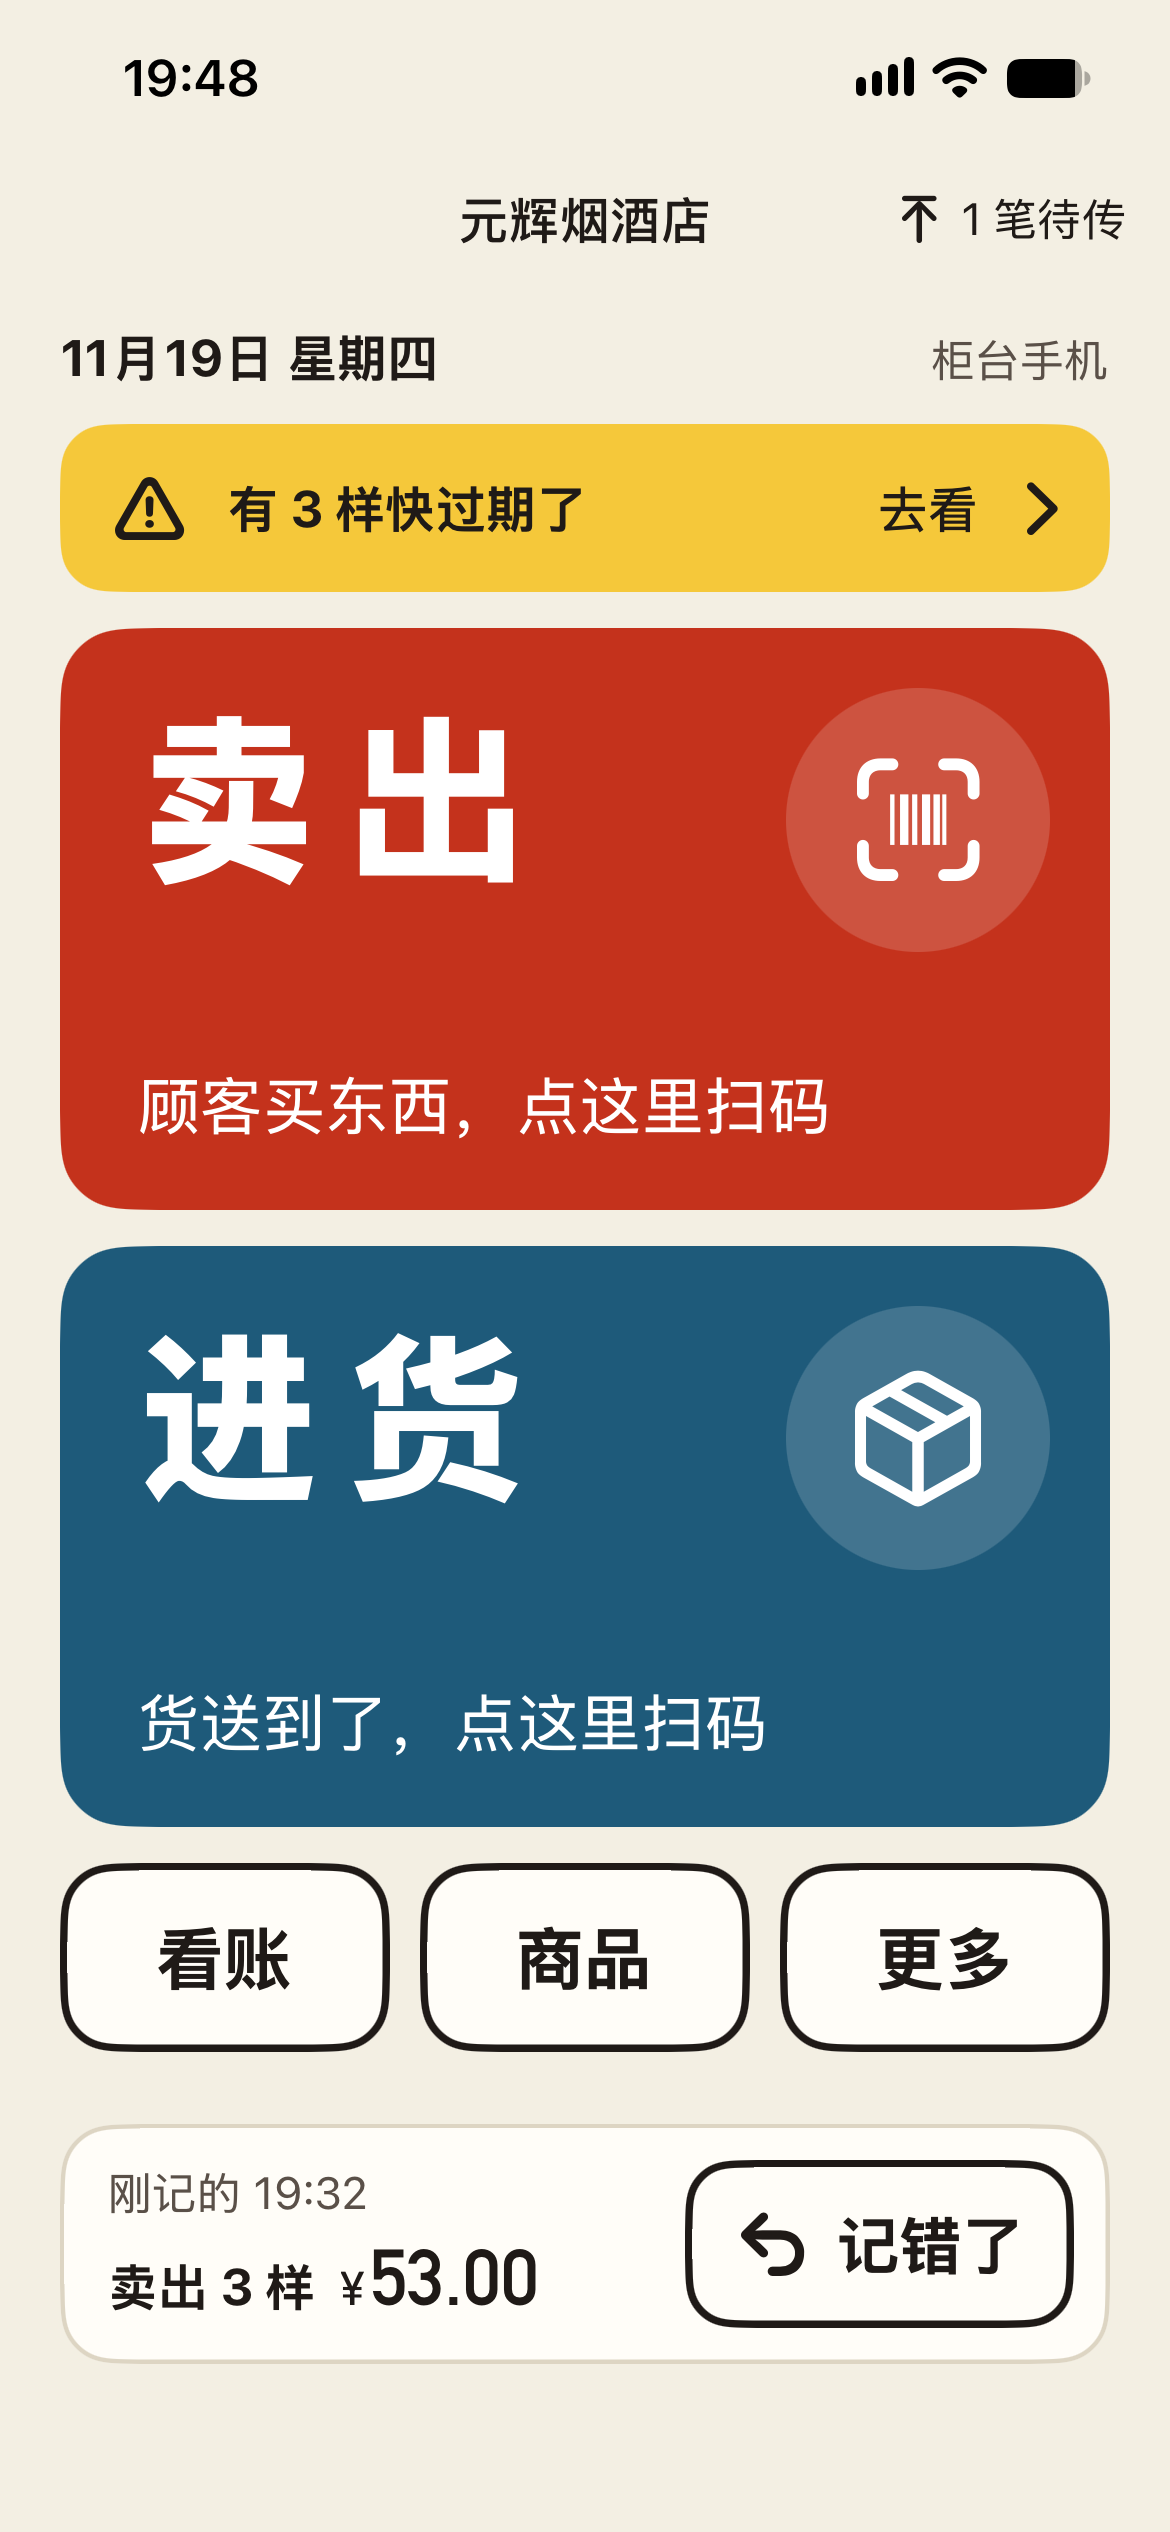 19:48
元辉烟酒店
1 笔待传
11月19日 星期四
柜台手机
有 3 样快过期了
去看
卖出
顾客买东西，点这里扫码
进货
货送到了，点这里扫码
看账
商品
更多
刚记的 19:32
卖出 3 样 ¥53.00
记错了